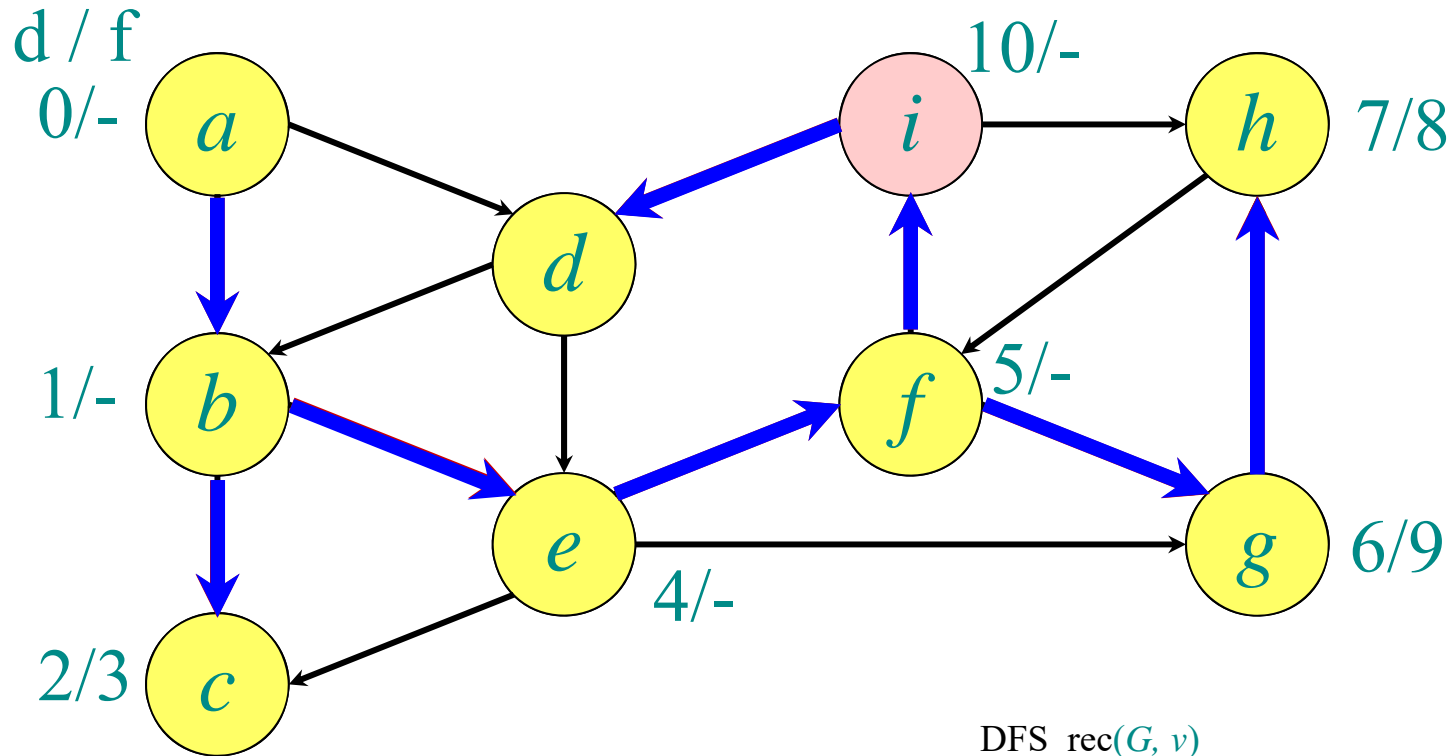 d / f
0/-
a
i
10/-
h
7/8
d
1/-
b
f
5/-
e
4/-
g
6/9
2/3
c
DFS rec(G, v)